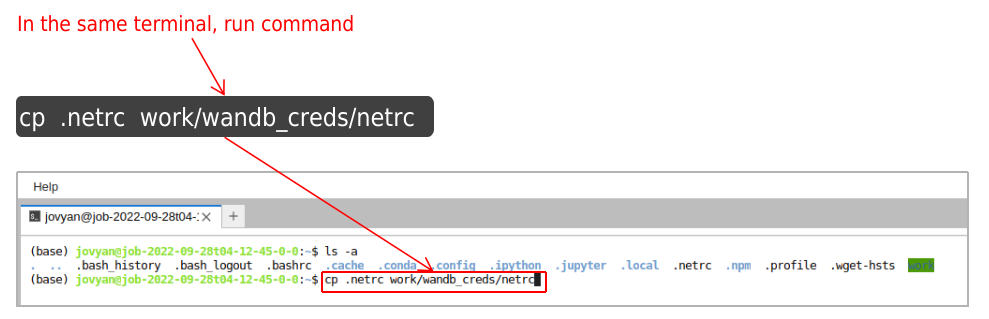 In the same terminal, run command
cp .netrc work/wandb_creds/netrc
Help
jovyan@job-2022-09-28t04-1 × +
(base) jovyan@job-2022-09-28t04-12-45-0-0:~$ ls -a
. .. .bash_history .bash_logout .bashrc .cache .conda .config .ipython .jupyter .local .netrc .npm .profile .wget-hsts work
(base) jovyan@job-2022-09-28t04-12-45-0-0:~$ cp .netrc work/wandb_creds/netrc